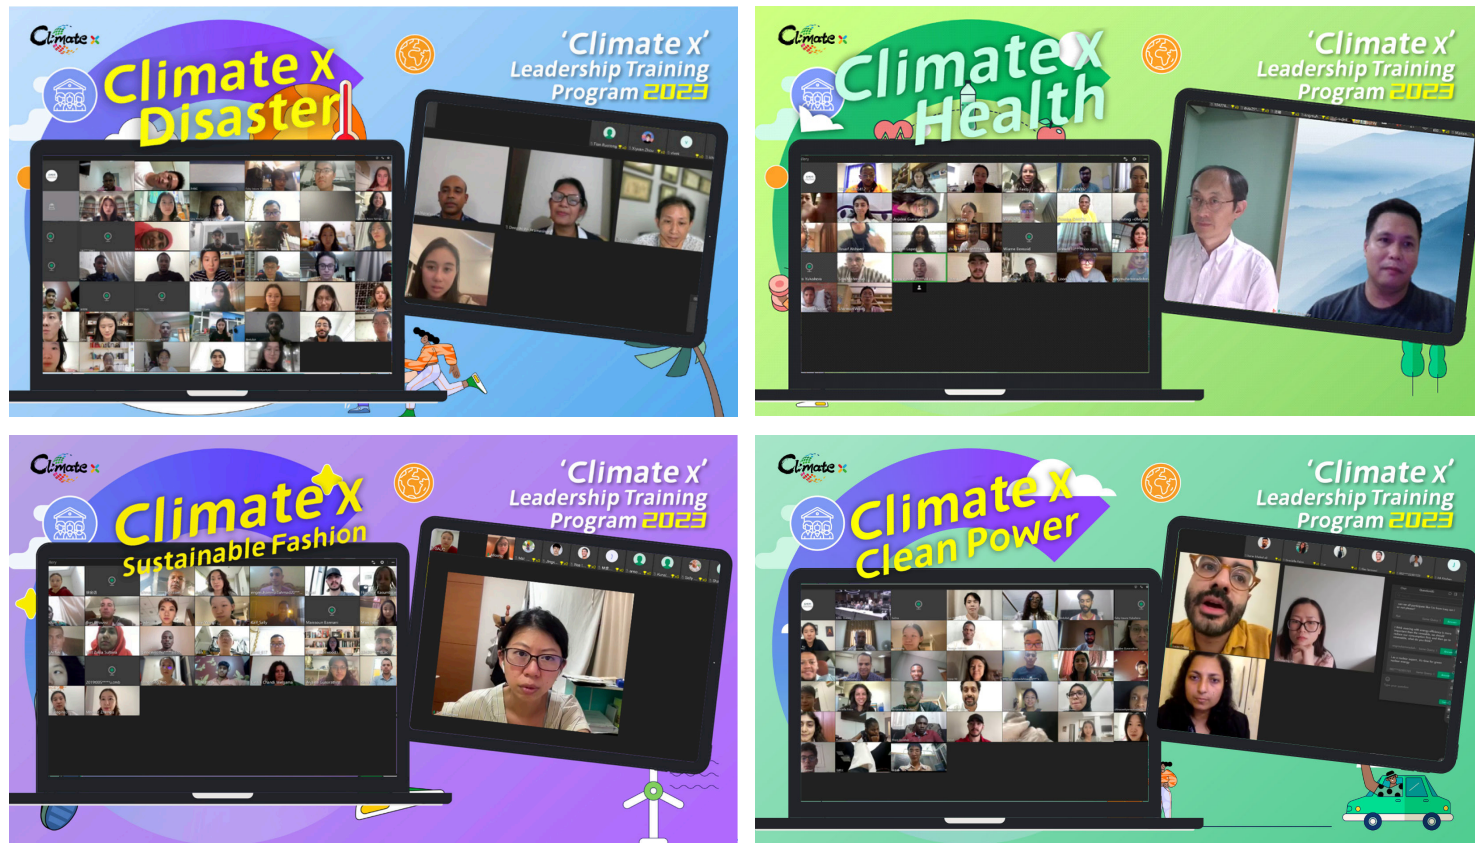 Climate x
Climate x
Disaster
'Climate x'
Leadership Training
Program 2023
Climate x
Climate x
Health
'Climate x'
Leadership Training
Program 2023
Climate x
Climate x
Sustainable Fashion
'Climate x'
Leadership Training
Program 2023
Climate x
Climate x
Clean Power
'Climate x'
Leadership Training
Program 2023